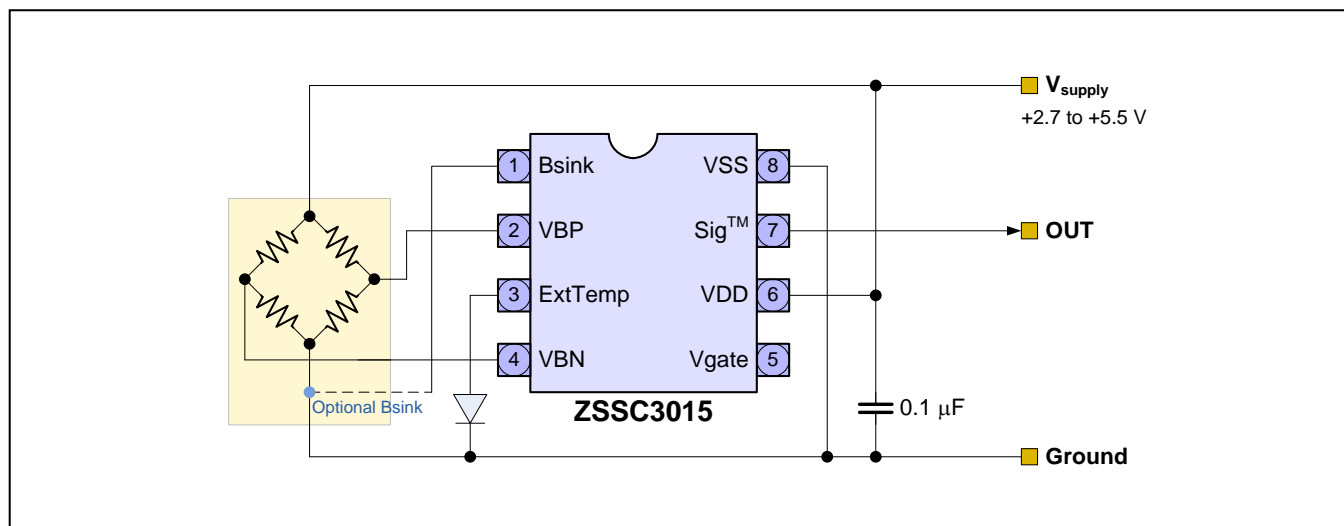 Vsupply
+2.7 to +5.5 V
1 Bsink VSS 8
2 VBP Sig™ 7
OUT
3 ExtTemp VDD 6
4 VBN Vgate 5
Optional Bsink
ZSSC3015
0.1 μF
Ground